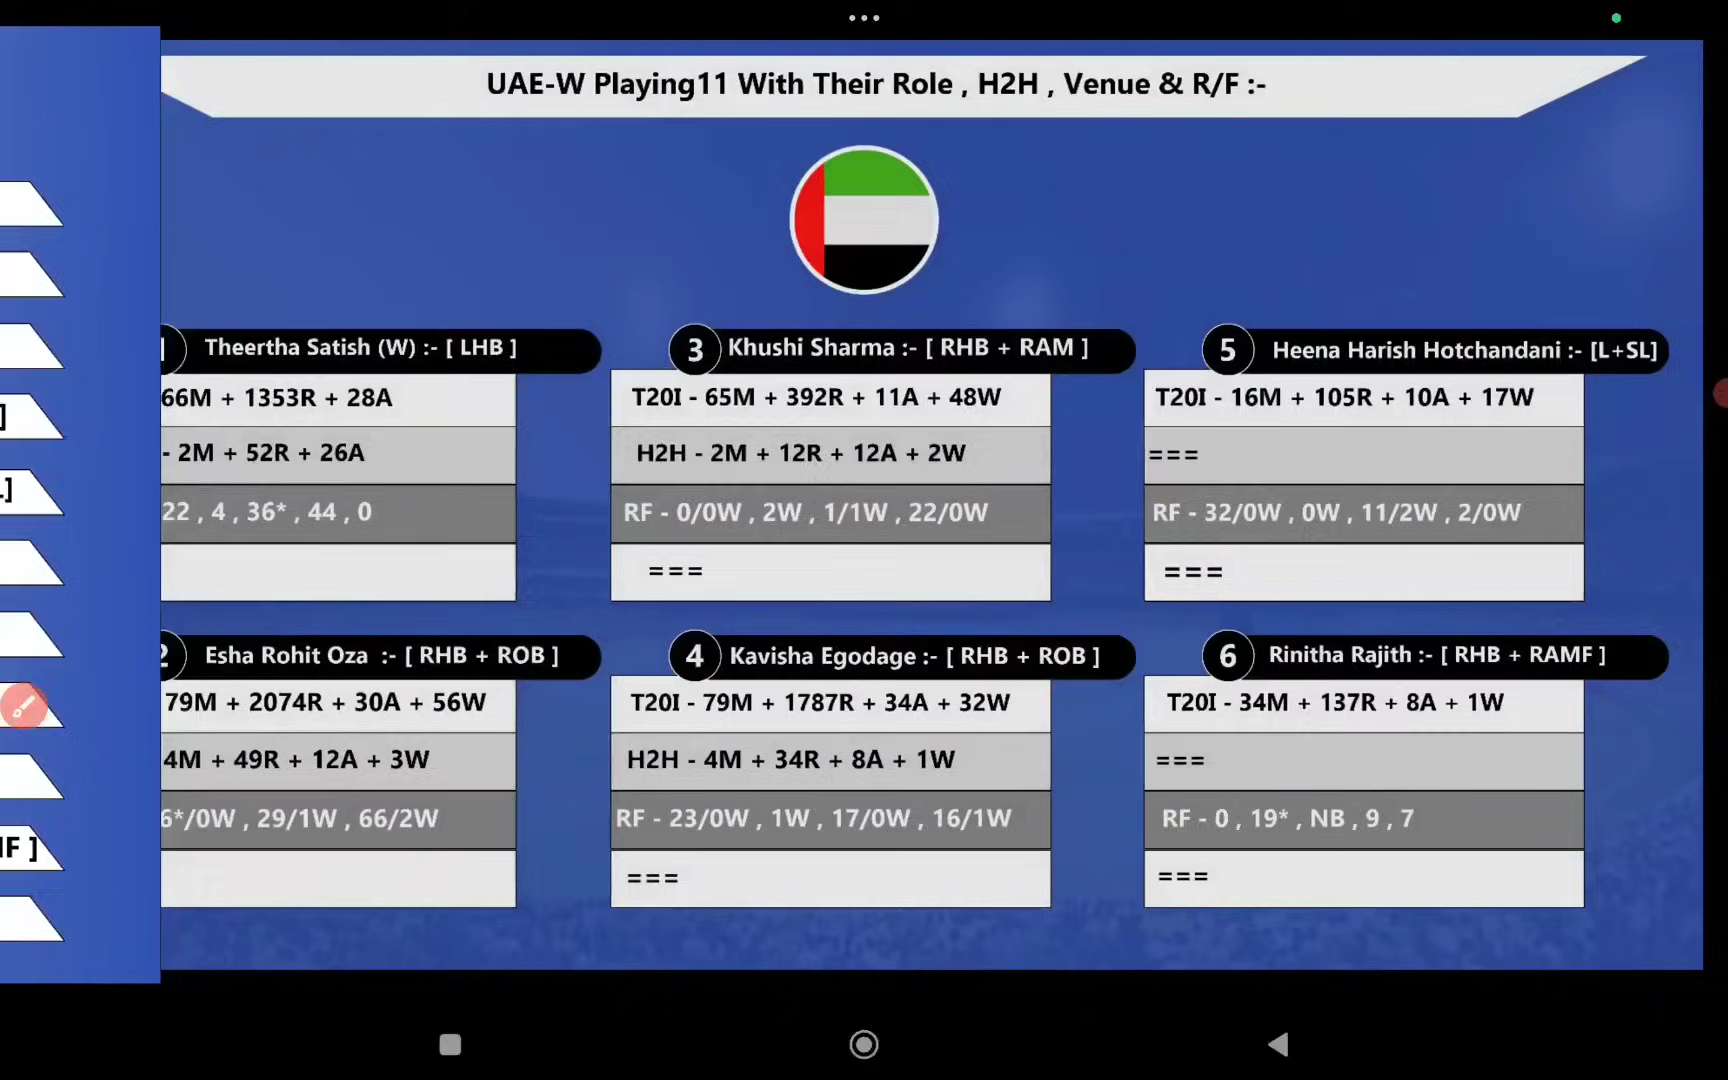 UAE-W Playing11 With Their Role , H2H , Venue & R/F :-
]
L]
MF ]
1 Theertha Satish (W) :- [ LHB ]
66M + 1353R + 28A
- 2M + 52R + 26A
22 , 4 , 36* , 44 , 0
2 Esha Rohit Oza :- [ RHB + ROB ]
79M + 2074R + 30A + 56W
4M + 49R + 12A + 3W
6*/0W , 29/1W , 66/2W
3 Khushi Sharma :- [ RHB + RAM ]
T20I - 65M + 392R + 11A + 48W
H2H - 2M + 12R + 12A + 2W
RF - 0/0W , 2W , 1/1W , 22/0W
===
4 Kavisha Egodage :- [ RHB + ROB ]
T20I - 79M + 1787R + 34A + 32W
H2H - 4M + 34R + 8A + 1W
RF - 23/0W , 1W , 17/0W , 16/1W
===
5 Heena Harish Hotchandani :- [L+SL]
T20I - 16M + 105R + 10A + 17W
===
RF - 32/0W , 0W , 11/2W , 2/0W
===
6 Rinitha Rajith :- [ RHB + RAMF ]
T20I - 34M + 137R + 8A + 1W
===
RF - 0 , 19* , NB , 9 , 7
===